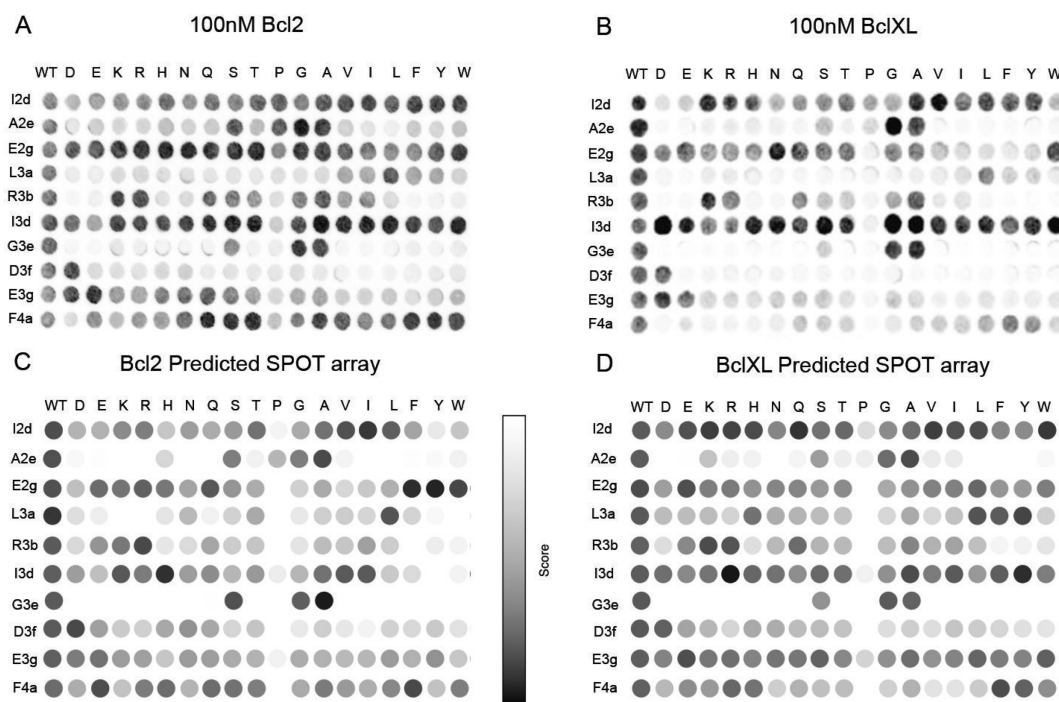 A 100nM Bcl2
WT D E K R H N Q S T P G A V I L F Y W
I2d
A2e
E2g
L3a
R3b
I3d
G3e
D3f
E3g
F4a
B 100nM BclXL
WT D E K R H N Q S T P G A V I L F Y W
I2d
A2e
E2g
L3a
R3b
I3d
G3e
D3f
E3g
F4a
C Bcl2 Predicted SPOT array
WT D E K R H N Q S T P G A V I L F Y W
I2d
A2e
E2g
L3a
R3b
I3d
G3e
D3f
E3g
F4a
Score
D BclXL Predicted SPOT array
WT D E K R H N Q S T P G A V I L F Y W
I2d
A2e
E2g
L3a
R3b
I3d
G3e
D3f
E3g
F4a